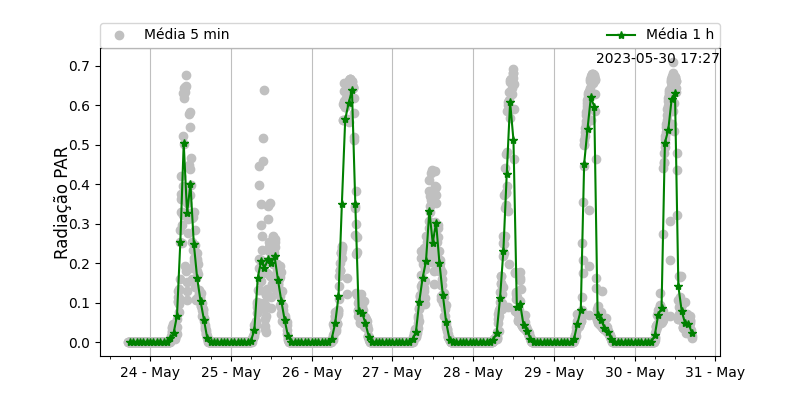 Média 5 min
Média 1 h
2023-05-30 17:27
Radiação PAR
0.7
0.6
0.5
0.4
0.3
0.2
0.1
0.0
24 - May
25 - May
26 - May
27 - May
28 - May
29 - May
30 - May
31 - May